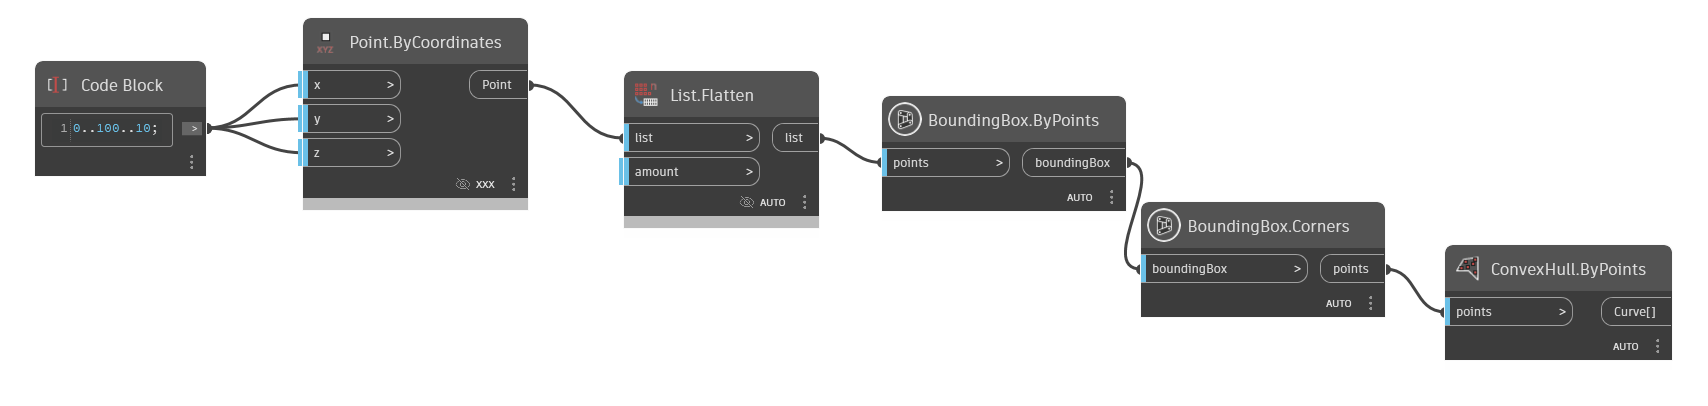 Code Block
1 0..100..10;
>
XYZ
Point.ByCoordinates
x >
y >
z >
Point
XXX
List.Flatten
list >
amount >
list
AUTO
BoundingBox.ByPoints
points >
boundingBox
AUTO
BoundingBox.Corners
boundingBox >
points
AUTO
ConvexHull.ByPoints
points >
Curve[]
AUTO